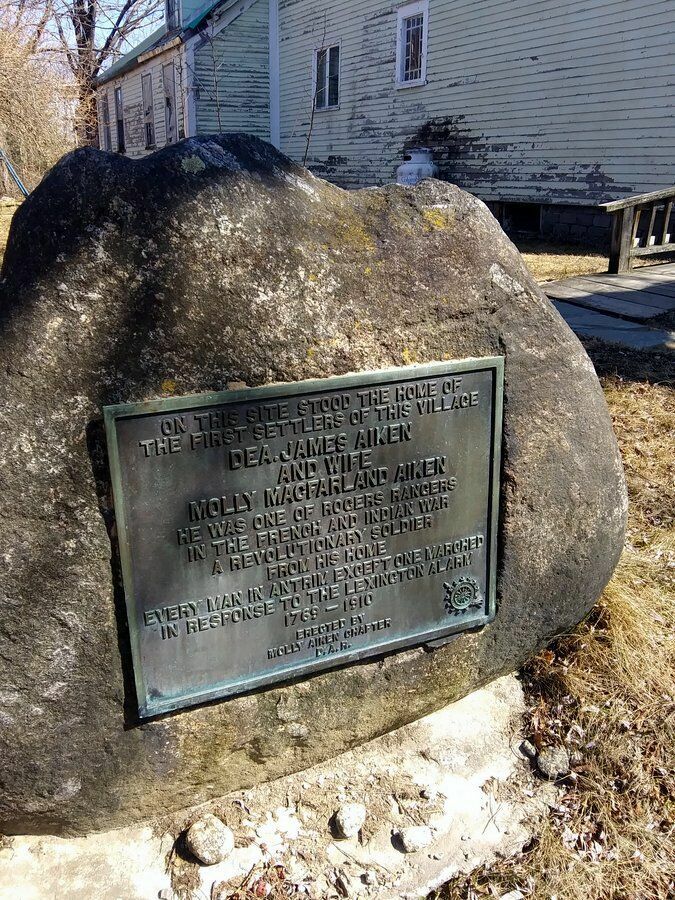 ON THIS SITE STOOD THE HOME OF
THE FIRST SETTLERS OF THIS VILLAGE
DEA. JAMES AIKEN
AND WIFE
MOLLY MACFARLAND AIKEN
HE WAS ONE OF ROGERS RANGERS
IN THE FRENCH AND INDIAN WAR
A REVOLUTIONARY SOLDIER
FROM HIS HOME
EVERY MAN IN ANTRIM EXCEPT ONE MARCHED
IN RESPONSE TO THE LEXINGTON ALARM
1769 — 1910
ERECTED BY
MOLLY AIKEN CHAPTER
D.A.R.